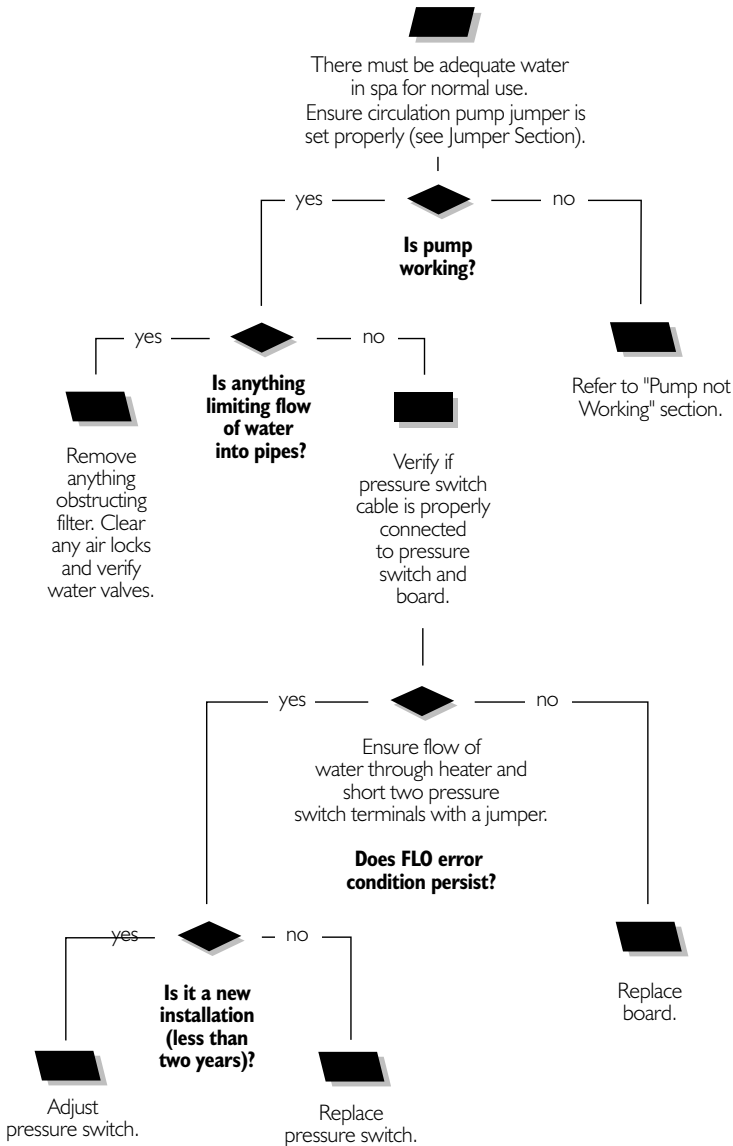 There must be adequate water
in spa for normal use.
Ensure circulation pump jumper is
set properly (see Jumper Section).
yes
no
Is pump
working?
yes
no
Is anything
limiting flow
of water
into pipes?
Refer to "Pump not
Working" section.
Remove
anything
obstructing
filter. Clear
any air locks
and verify
water valves.
Verify if
pressure switch
cable is properly
connected
to pressure
switch and
board.
yes
no
Ensure flow of
water through heater and
short two pressure
switch terminals with a jumper.
Does FLO error
condition persist?
yes
no
Is it a new
installation
(less than
two years)?
Replace
board.
Adjust
pressure switch.
Replace
pressure switch.